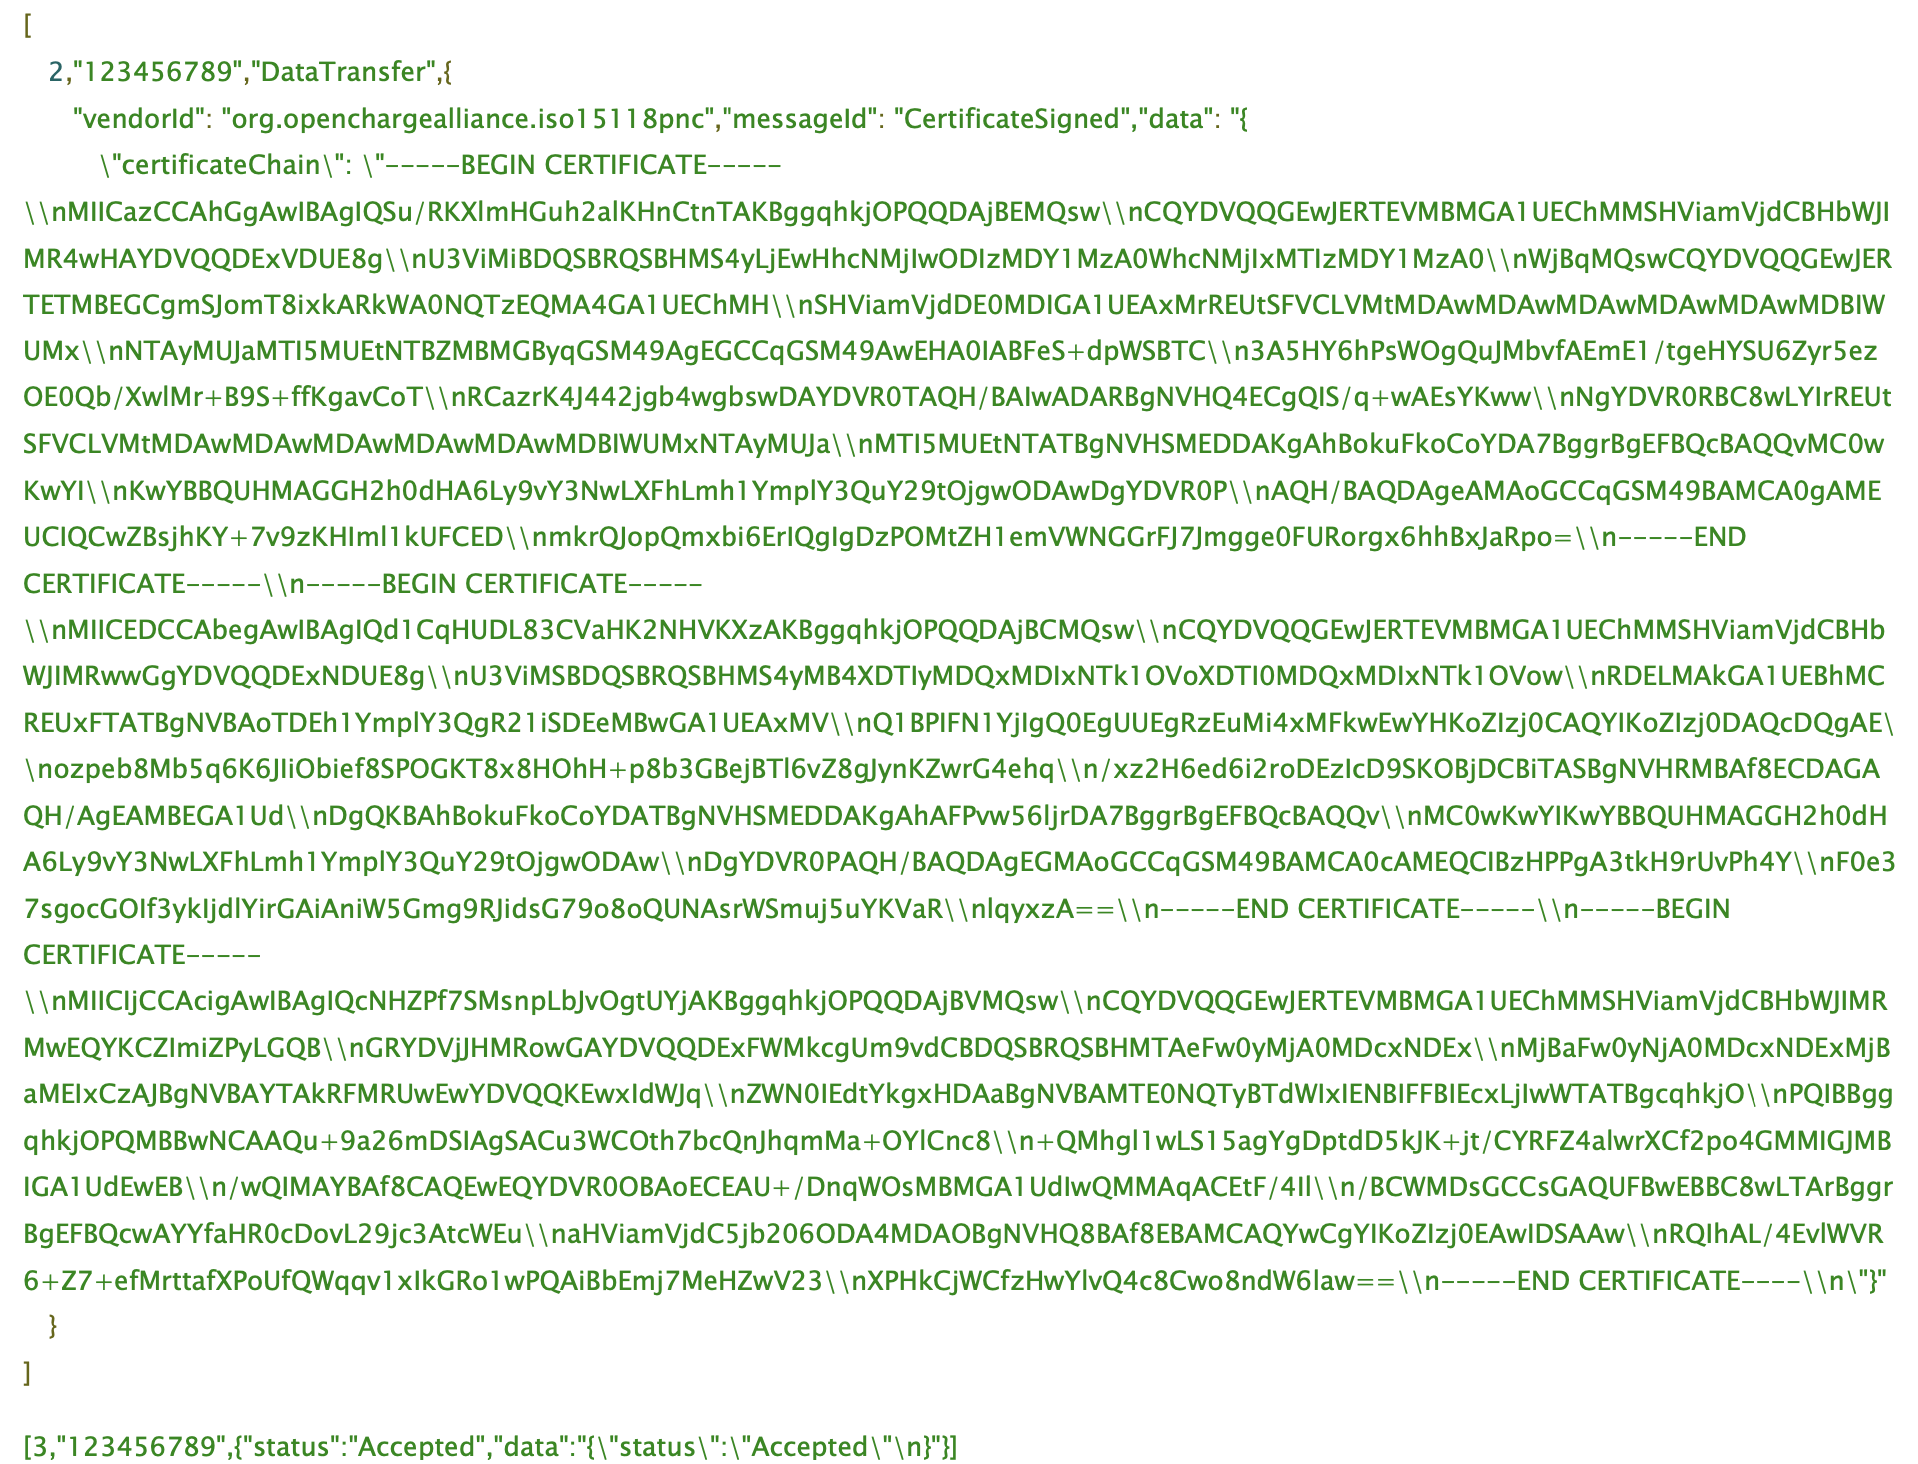 [
2,"123456789","DataTransfer",{
"vendorId": "org.openchargealliance.iso15118pnc","messageId": "CertificateSigned","data": "{
\"certificateChain\": \"-----BEGIN CERTIFICATE-----
\\nMIICazCCAhGgAwIBAgIQSu/RKXlmHGuh2alKHnCtnTAKBggqhkjOPQQDAjBEMQsw\\nCQYDVQQGEwJERTEVMBMGA1UEChMMSHViamVjdCBHbWJI
MR4wHAYDVQQDExVDUE8g\\nU3ViMiBDQSBRQSBHMS4yLjEwHhcNMjIwODIzMDY1MzA0WhcNMjIxMTIzMDY1MzA0\\nWjBqMQswCQYDVQQGEwJER
TETMBEGCgmSJomT8ixkARkWA0NQTzEQMA4GA1UEChMH\\nSHViamVjdDE0MDIGA1UEAxMrREUtSFVCLVMtMDAwMDAwMDAwMDAwMDAwMDBlW
UMx\\nNTAyMUJaMTI5MUEtNTBZMBMGByqGSM49AgEGCCqGSM49AwEHA0IABFeS+dpWSBTC\\n3A5HY6hPsWOgQuJMbvfAEmE1/tgeHYSU6Zyr5ez
OE0Qb/XwlMr+B9S+ffKgavCoT\\nRCazrK4J442jgb4wgbswDAYDVR0TAQH/BAIwADARBgNVHQ4ECgQIS/q+wAEsYKww\\nNgYDVR0RBC8wLYIrREUt
SFVCLVMtMDAwMDAwMDAwMDAwMDAwMDBlWUMxNTAyMUJa\\nMTI5MUEtNTATBgNVHSMEDDAKgAhBokuFkoCoYDA7BggrBgEFBQcBAQQvMC0w
KwYI\\nKwYBBQUHMAGGH2h0dHA6Ly9vY3NwLXFhLmh1YmplY3QuY29tOjgwODAwDgYDVR0P\\nAQH/BAQDAgeAMAoGCCqGSM49BAMCA0gAME
UCIQCwZBsjhKY+7v9zKHIml1kUFCED\\nmkrQJopQmxbi6ErIQgIgDzPOMtZH1emVWNGGrFJ7Jmgge0FURorgx6hhBxJaRpo=\\n-----END
CERTIFICATE-----\\n-----BEGIN CERTIFICATE-----
\\nMIICEDCCAbegAwIBAgIQd1CqHUDL83CVaHK2NHVKXzAKBggqhkjOPQQDAjBCMQsw\\nCQYDVQQGEwJERTEVMBMGA1UEChMMSHViamVjdCBHb
WJIMRwwGgYDVQQDExNDUE8g\\nU3ViMSBDQSBRQSBHMS4yMB4XDTIyMDQxMDIxNTk1OVoXDTI0MDQxMDIxNTk1OVow\\nRDELMAkGA1UEBhMC
REUxFTATBgNVBAoTDEh1YmplY3QgR21iSDEeMBwGA1UEAxMV\\nQ1BPIFN1YjIgQ0EgUUEgRzEuMi4xMFkwEwYHKoZIzj0CAQYIKoZIzj0DAQcDQgAE\
\nozpeb8Mb5q6K6JIiObief8SPOGKT8x8HOhH+p8b3GBejBTl6vZ8gJynKZwrG4ehq\\n/xz2H6ed6i2roDEzIcD9SKOBjDCBiTASBgNVHRMBAf8ECDAGA
QH/AgEAMBEGA1Ud\\nDgQKBAhBokuFkoCoYDATBgNVHSMEDDAKgAhAFPvw56ljrDA7BggrBgEFBQcBAQQv\\nMC0wKwYIKwYBBQUHMAGGH2h0dH
A6Ly9vY3NwLXFhLmh1YmplY3QuY29tOjgwODAw\\nDgYDVR0PAQH/BAQDAgEGMAoGCCqGSM49BAMCA0cAMEQCIBzHPPgA3tkH9rUvPh4Y\\nF0e3
7sgocGOIf3ykIjdlYirGAiAniW5Gmg9RJidsG79o8oQUNAsrWSmuj5uYKVaR\\nlqyxzA==\\n-----END CERTIFICATE-----\\n-----BEGIN
CERTIFICATE-----
\\nMIICIjCCAcigAwIBAgIQcNHZPf7SMsnpLbJvOgtUYjAKBggqhkjOPQQDAjBVMQsw\\nCQYDVQQGEwJERTEVMBMGA1UEChMMSHViamVjdCBHbWJIMR
MwEQYKCZImiZPyLGQB\\nGRYDVjJHMRowGAYDVQQDExFWMkcgUm9vdCBDQSBRQSBHMTAeFw0yMjA0MDcxNDEx\\nMjBaFw0yNjA0MDcxNDExMjB
aMEIxCzAJBgNVBAYTAkRFMRUwEwYDVQQKEwxIdWJq\\nZWN0IEdtYkgxHDAaBgNVBAMTE0NQTyBTdWIxIENBIFFBIEcxLjIwWTATBgcqhkjO\\nPQIBBgg
qhkjOPQMBBwNCAAQu+9a26mDSIAgSACu3WCOth7bcQnJhqmMa+OYlCnc8\\n+QMhgl1wLS15agYgDptdD5kJK+jt/CYRFZ4alwrXCf2po4GMMIGJMB
IGA1UdEwEB\\n/wQIMAYBAf8CAQEwEQYDVR0OBAoECEAU+/DnqWOsMBMGA1UdIwQMMAqACEtF/4Il\\n/BCWMDsGCCsGAQUFBwEBBC8wLTArBggr
BgEFBQcwAYYfaHR0cDovL29jc3AtcWEu\\naHViamVjdC5jb206ODA4MDAOBgNVHQ8BAf8EBAMCAQYwCgYIKoZIzj0EAwIDSAAw\\nRQIhAL/4EvlWVR
6+Z7+efMrttafXPoUfQWqqv1xIkGRo1wPQAiBbEmj7MeHZwV23\\nXPHkCjWCfzHwYlvQ4c8Cwo8ndW6law==\\n-----END CERTIFICATE----\\n\"}"
}
]
[3,"123456789",{"status":"Accepted","data":"{\"status\":\"Accepted\"\n}"}]